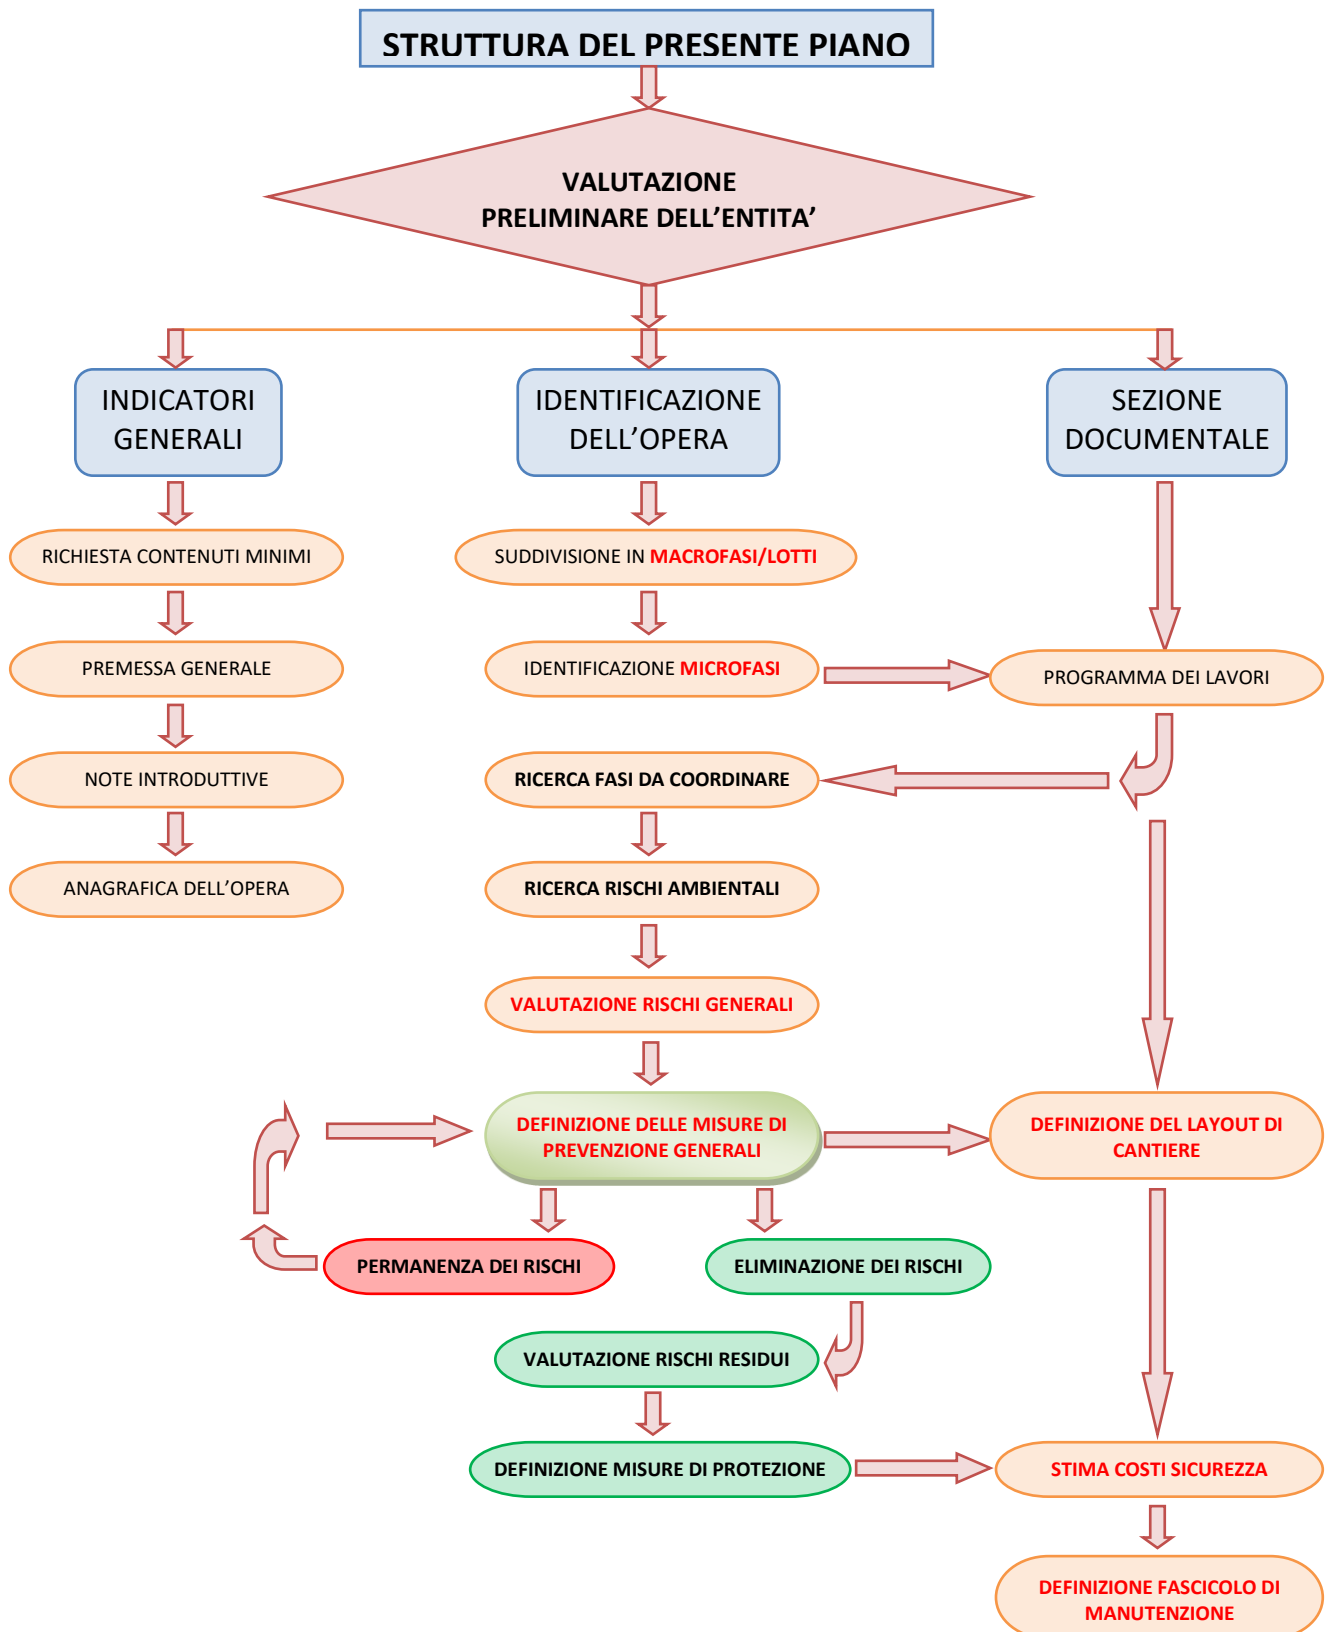 STRUTTURA DEL PRESENTE PIANO
VALUTAZIONE
PRELIMINARE DELL’ENTITA’
INDICATORI
GENERALI
IDENTIFICAZIONE
DELL’OPERA
SEZIONE
DOCUMENTALE
RICHIESTA CONTENUTI MINIMI
SUDDIVISIONE IN MACROFASI/LOTTI
PREMESSA GENERALE
IDENTIFICAZIONE MICROFASI
PROGRAMMA DEI LAVORI
NOTE INTRODUTTIVE
RICERCA FASI DA COORDINARE
ANAGRAFICA DELL’OPERA
RICERCA RISCHI AMBIENTALI
VALUTAZIONE RISCHI GENERALI
DEFINIZIONE DELLE MISURE DI
PREVENZIONE GENERALI
DEFINIZIONE DEL LAYOUT DI
CANTIERE
PERMANENZA DEI RISCHI
ELIMINAZIONE DEI RISCHI
VALUTAZIONE RISCHI RESIDUI
DEFINIZIONE MISURE DI PROTEZIONE
STIMA COSTI SICUREZZA
DEFINIZIONE FASCICOLO DI
MANUTENZIONE